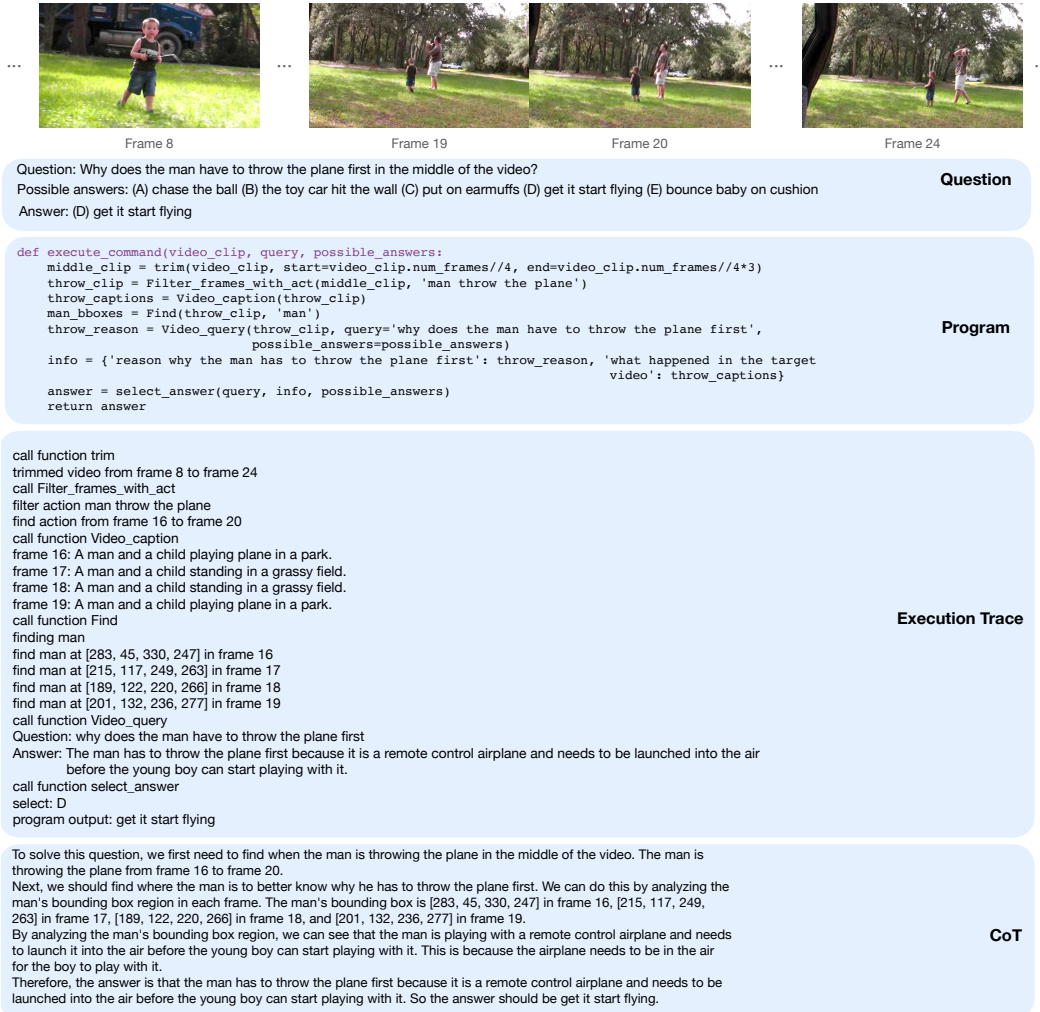 ... ... ... .
Frame 8 Frame 19 Frame 20 Frame 24
Question: Why does the man have to throw the plane first in the middle of the video?
Possible answers: (A) chase the ball (B) the toy car hit the wall (C) put on earmuffs (D) get it start flying (E) bounce baby on cushion
Answer: (D) get it start flying
Question
def execute_command(video_clip, query, possible_answers:
    middle_clip = trim(video_clip, start=video_clip.num_frames//4, end=video_clip.num_frames//4*3)
    throw_clip = Filter_frames_with_act(middle_clip, 'man throw the plane')
    throw_captions = Video_caption(throw_clip)
    man_bboxes = Find(throw_clip, 'man')
    throw_reason = Video_query(throw_clip, query='why does the man have to throw the plane first',
                               possible_answers=possible_answers)
    info = {'reason why the man has to throw the plane first': throw_reason, 'what happened in the target
                                                                              video': throw_captions}
    answer = select_answer(query, info, possible_answers)
    return answer
Program
call function trim
trimmed video from frame 8 to frame 24
call Filter_frames_with_act
filter action man throw the plane
find action from frame 16 to frame 20
call function Video_caption
frame 16: A man and a child playing plane in a park.
frame 17: A man and a child standing in a grassy field.
frame 18: A man and a child standing in a grassy field.
frame 19: A man and a child playing plane in a park.
call function Find
finding man
find man at [283, 45, 330, 247] in frame 16
find man at [215, 117, 249, 263] in frame 17
find man at [189, 122, 220, 266] in frame 18
find man at [201, 132, 236, 277] in frame 19
call function Video_query
Question: why does the man have to throw the plane first
Answer: The man has to throw the plane first because it is a remote control airplane and needs to be launched into the air
before the young boy can start playing with it.
call function select_answer
select: D
program output: get it start flying
Execution Trace
To solve this question, we first need to find when the man is throwing the plane in the middle of the video. The man is
throwing the plane from frame 16 to frame 20.
Next, we should find where the man is to better know why he has to throw the plane first. We can do this by analyzing the
man's bounding box region in each frame. The man's bounding box is [283, 45, 330, 247] in frame 16, [215, 117, 249,
263] in frame 17, [189, 122, 220, 266] in frame 18, and [201, 132, 236, 277] in frame 19.
By analyzing the man's bounding box region, we can see that the man is playing with a remote control airplane and needs
to launch it into the air before the young boy can start playing with it. This is because the airplane needs to be in the air
for the boy to play with it.
Therefore, the answer is that the man has to throw the plane first because it is a remote control airplane and needs to be
launched into the air before the young boy can start playing with it. So the answer should be get it start flying.
CoT